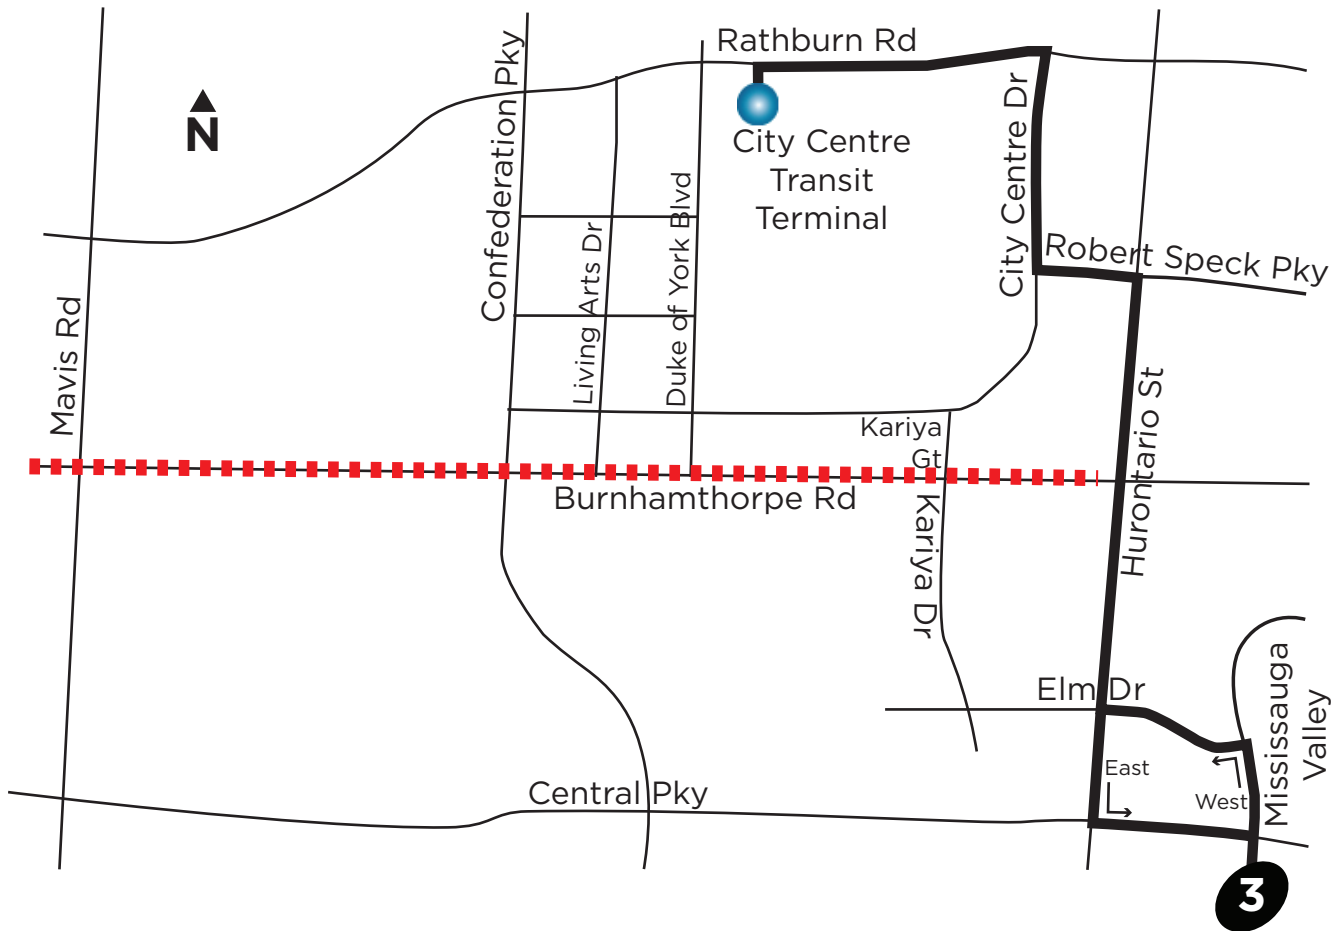 Rathburn Rd
Confederation Pky
N
City Centre
Transit
Terminal
City Centre Dr
Duke of York Blvd
Living Arts Dr
Robert Speck Pky
Mavis Rd
Hurontario St
Kariya
Gt
Burnhamthorpe Rd
Kariya Dr
Elm Dr
Mississauga
Valley
East
West
Central Pky
3